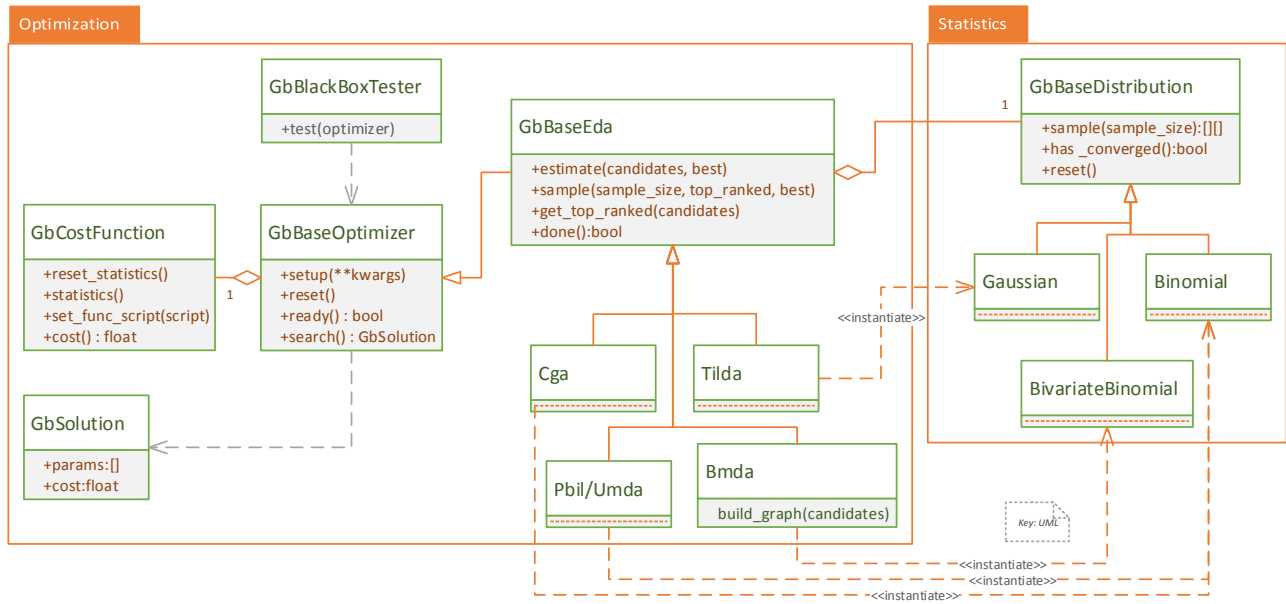 Optimization
Statistics
GbBlackBoxTester
+test(optimizer)
GbBaseEda
+estimate(candidates, best)
+sample(sample_size, top_ranked, best)
+get_top_ranked(candidates)
+done():bool
1
GbBaseDistribution
+sample(sample_size):[][]
+has _converged():bool
+reset()
GbCostFunction
+reset_statistics()
+statistics()
+set_func_script(script)
+cost() : float
1
GbBaseOptimizer
+setup(**kwargs)
+reset()
+ready() : bool
+search() : GbSolution
Gaussian
Binomial
<<instantiate>>
Cga
Tilda
BivariateBinomial
GbSolution
+params:[]
+cost:float
Pbil/Umda
Bmda
build_graph(candidates)
Key: UML
<<instantiate>>
<<instantiate>>
<<instantiate>>